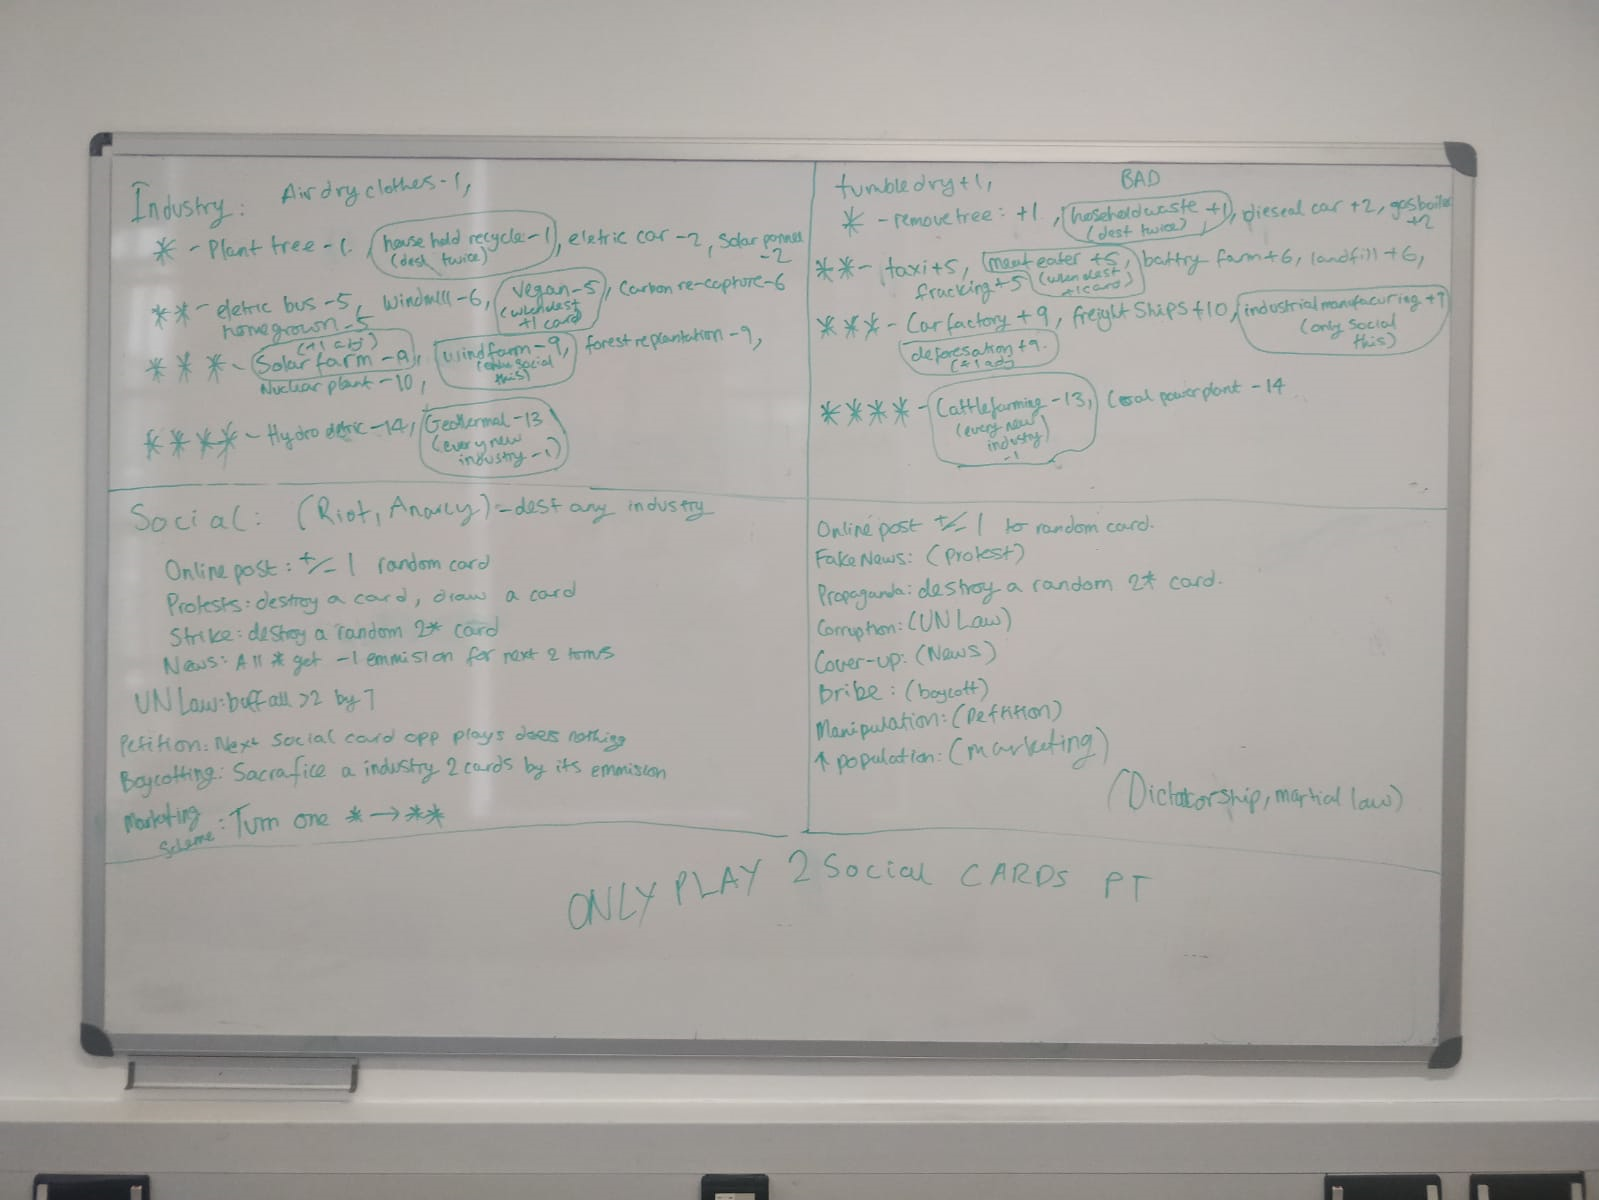 Industry: Air dry clothes -1,
* - Plant tree -1, (house hold recycle -1), eletric car -2, Solar pannel -2
(dest twice)
** - eletric bus -5, windmill -6, (vegan -5), Carbon re-capture -6
homegrown -5 (when dest +1 card)
(+1 adj)
*** - Solar farm -9, (wind farm -9, forest replantation -9,
Nuclear plant -10, (only social this)
**** - Hydro eletric -14, Geothermal -13
(every new industry -1)
tumble dry +1, BAD
* - remove tree: +1, (household waste +1), dieseal car +2, gas boiler +2
(dest twice)
** - taxi +5, (meat eater +5,) battry farm +6, landfill +6,
fracking +5 (when dest +1 card)
*** - Car factory +9, freight Ships +10, industrial manufacuring +9
deforesation +9. (only social this)
(+1 adj
**** - Cattle farming -13, Coal powerplant -14
(every new industry -1
Social: (Riot, Anarcy) - dest any industry
Online post: +/- 1 random card
Protests: destroy a card, draw a card
Strike: destroy a random 2* card
News: All * get -1 emmision for next 2 turns
UN Law: buff all >2 by 7
Petition: Next social card opp plays does nothing
Boycotting: Sacrafice a industry 2 cards by its emmision
Marketing Scheme: Turn one * → **
Online post +/- 1 to random card.
Fake News: (protest)
Propaganda: destroy a random 2* card.
Corruption: (UN Law)
Cover-up: (News)
Bribe: (boycott)
Manipulation: (Petition)
↑ population: (marketing)
(Dictatorship, martial law)
ONLY PLAY 2 Social CARDS PT